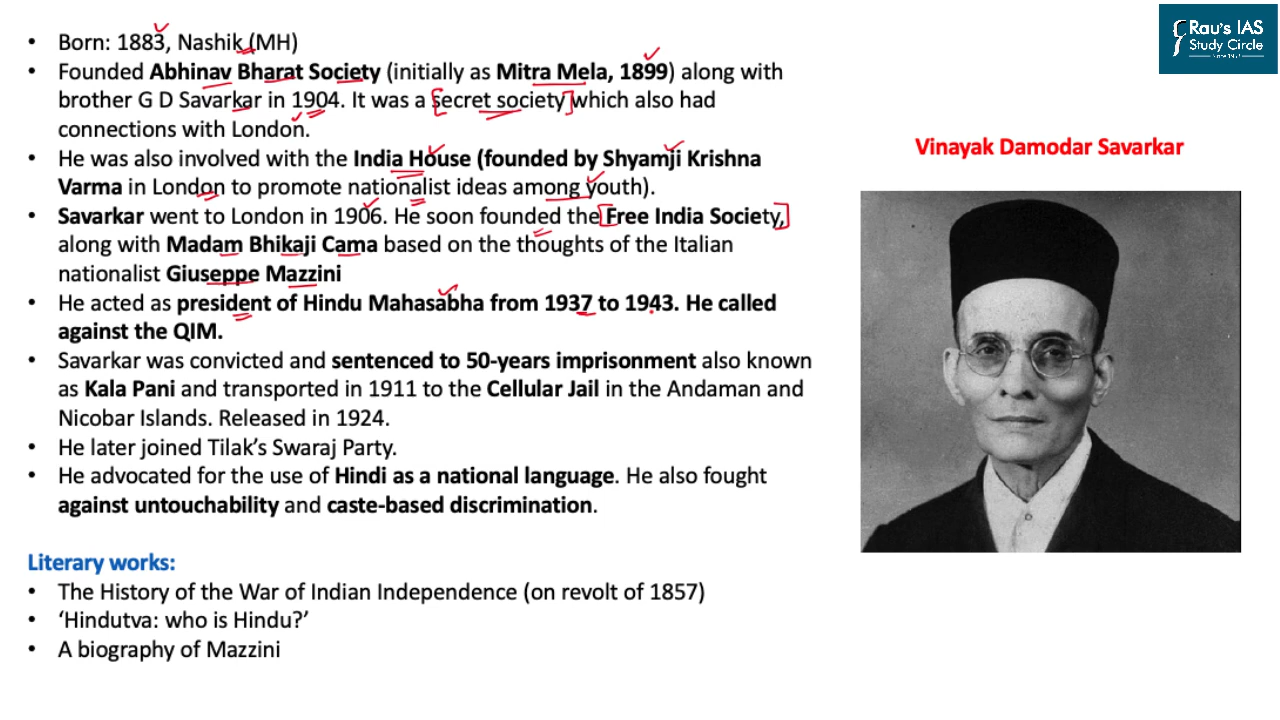 Rau's IAS
Study Circle
• Born: 1883, Nashik (MH)
• Founded Abhinav Bharat Society (initially as Mitra Mela, 1899) along with
brother G D Savarkar in 1904. It was a secret society which also had
connections with London.
• He was also involved with the India House (founded by Shyamji Krishna
Varma in London to promote nationalist ideas among youth).
• Savarkar went to London in 1906. He soon founded the Free India Society,
along with Madam Bhikaji Cama based on the thoughts of the Italian
nationalist Giuseppe Mazzini
• He acted as president of Hindu Mahasabha from 1937 to 1943. He called
against the QIM.
• Savarkar was convicted and sentenced to 50-years imprisonment also known
as Kala Pani and transported in 1911 to the Cellular Jail in the Andaman and
Nicobar Islands. Released in 1924.
• He later joined Tilak's Swaraj Party.
• He advocated for the use of Hindi as a national language. He also fought
against untouchability and caste-based discrimination.
Literary works:
• The History of the War of Indian Independence (on revolt of 1857)
• ‘Hindutva: who is Hindu?’
• A biography of Mazzini
Vinayak Damodar Savarkar